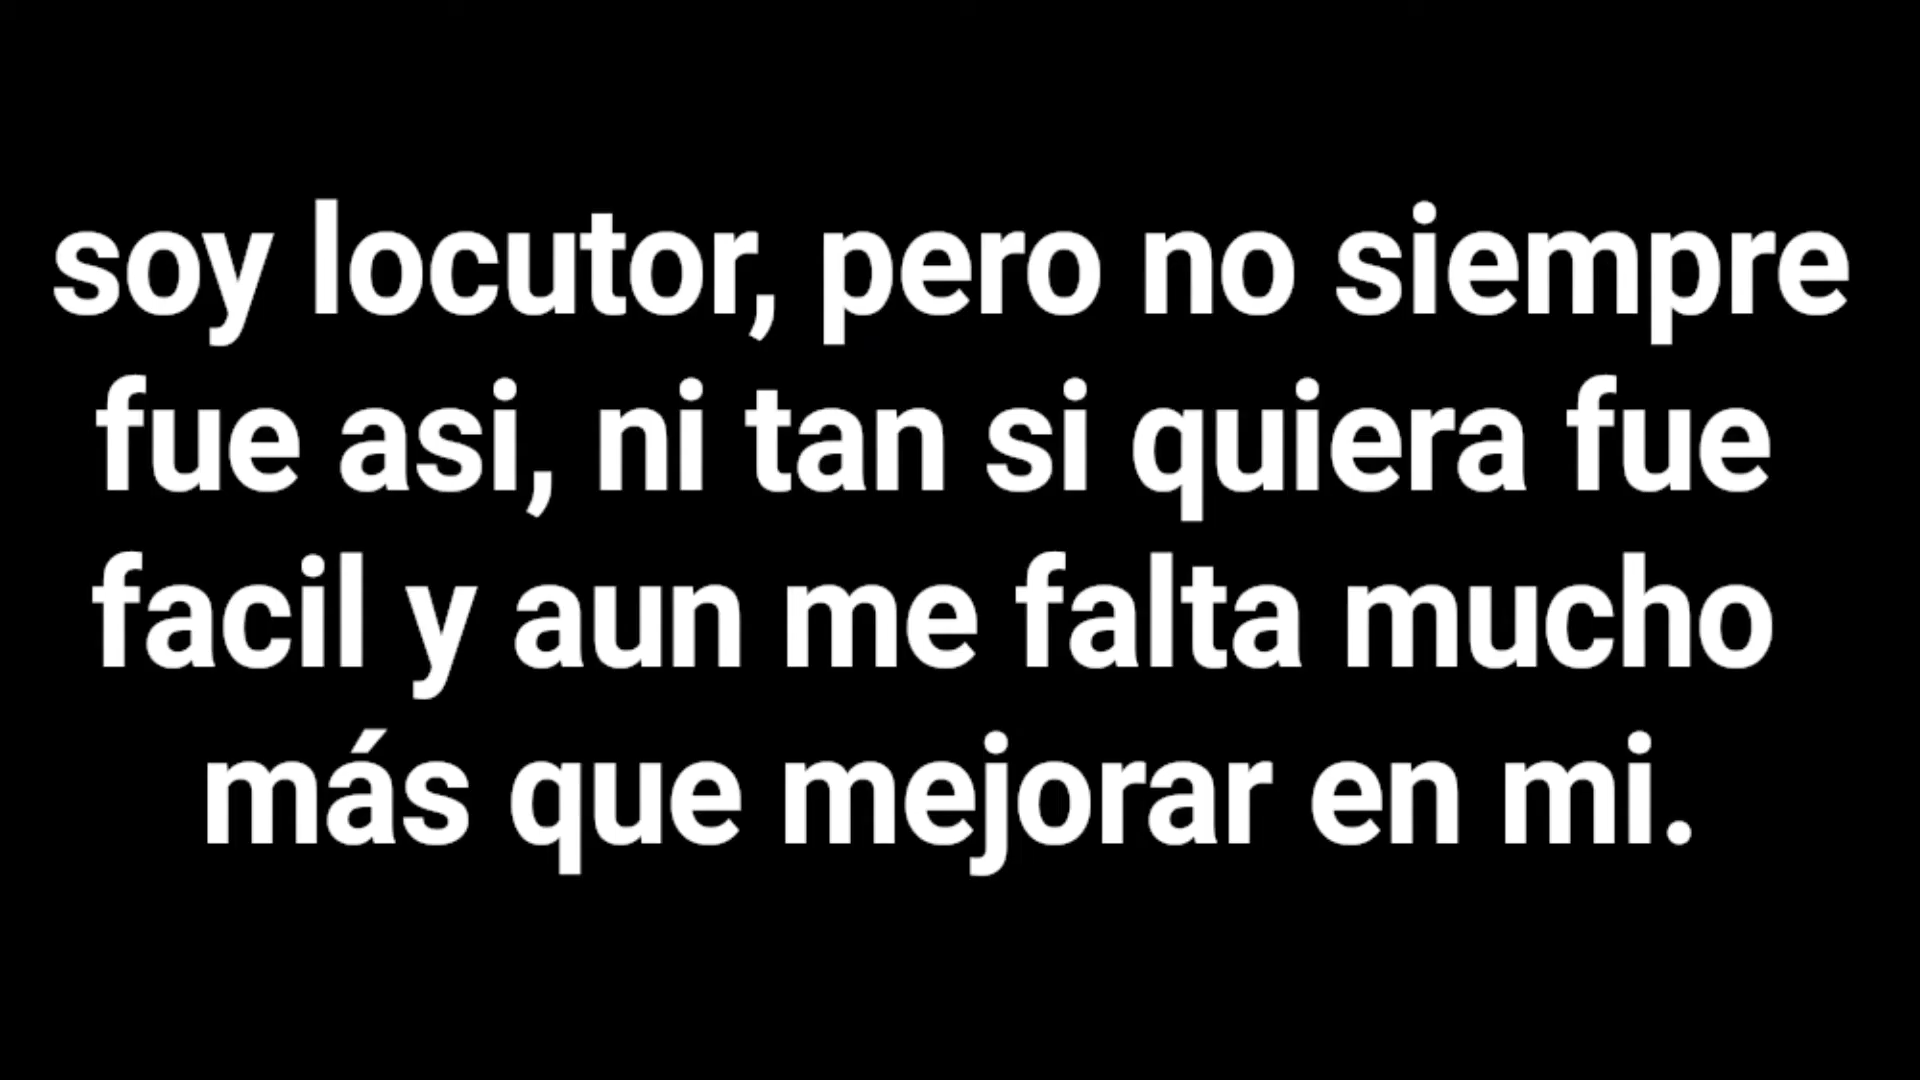 soy locutor, pero no siempre
fue asi, ni tan si quiera fue
facil y aun me falta mucho
más que mejorar en mi.